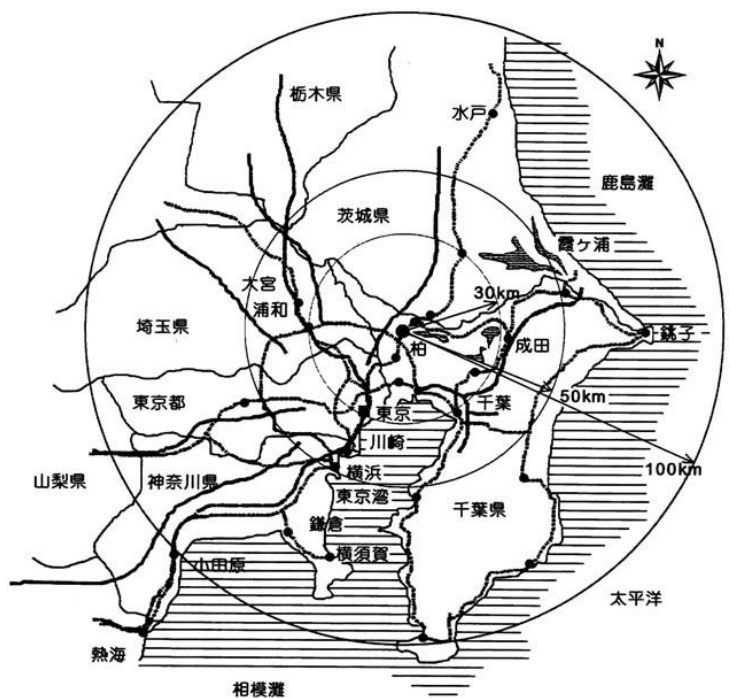 N
栃木県
水戸
鹿島灘
茨城県
霞ヶ浦
大宮
浦和
30km
埼玉県
柏
成田
銚子
50km
東京都
東京
千葉
川崎
100km
山梨県
神奈川県
横浜
東京湾
千葉県
鎌倉
横須賀
小田原
太平洋
熱海
相模灘